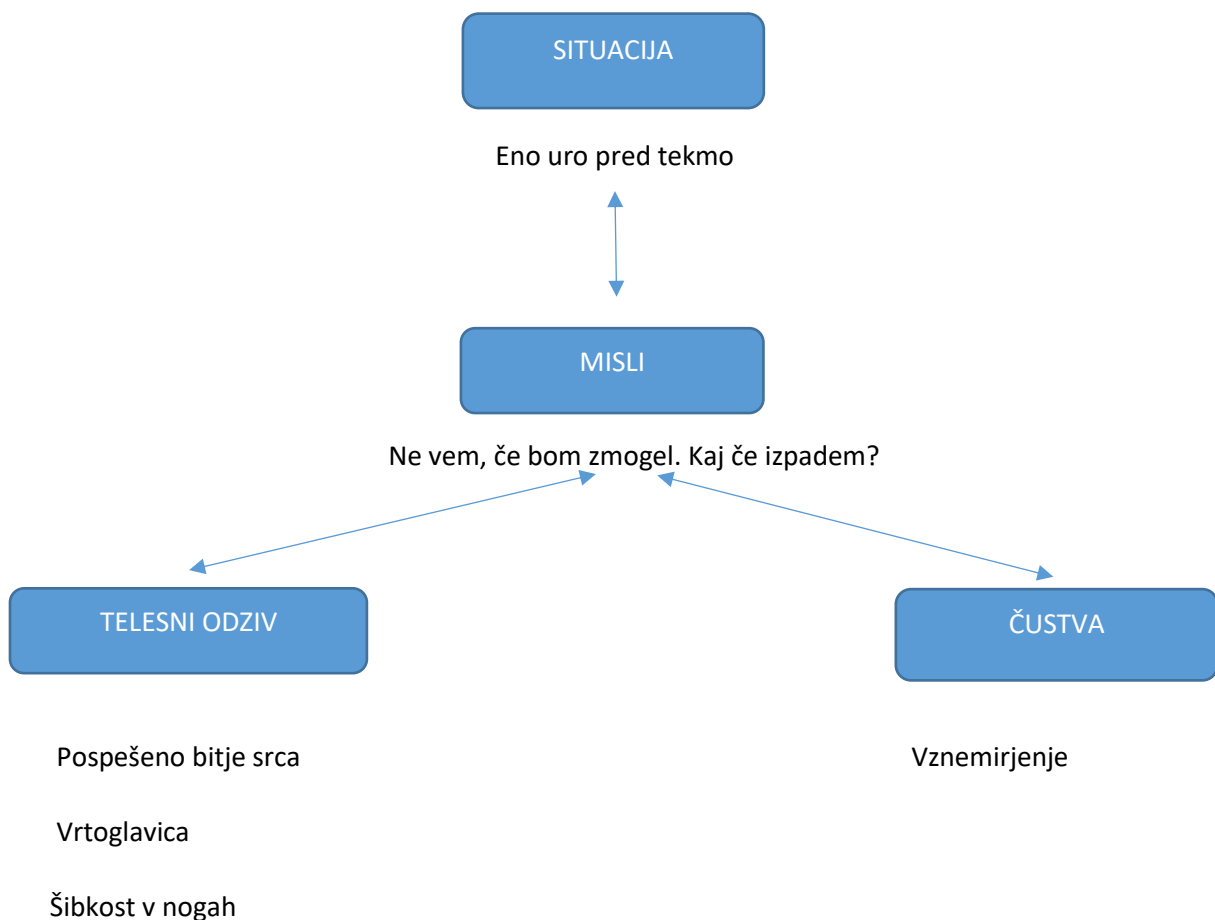 SITUACIJA
Eno uro pred tekmo
MISLI
Ne vem, če bom zmogel. Kaj če izpadem?
TELESNI ODZIV
ČUSTVA
Pospešeno bitje srca
Vznemirjenje
Vrtoglavica
Šibkost v nogah